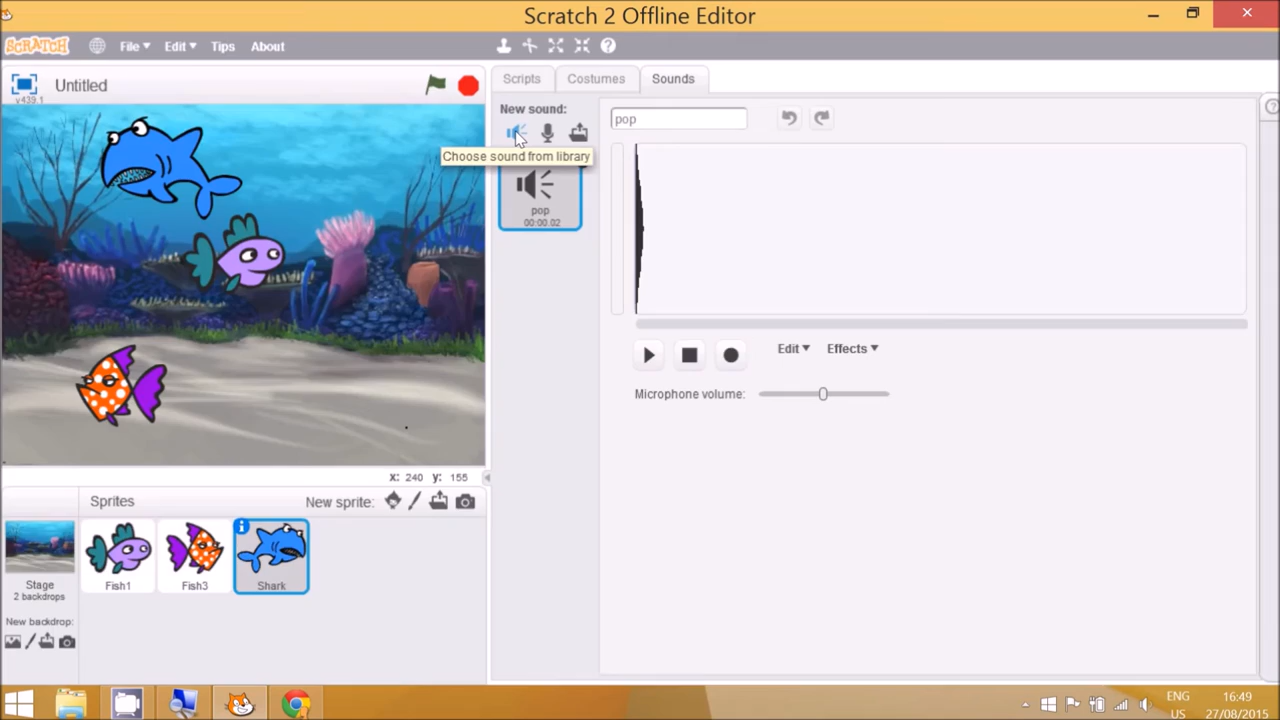 Scratch 2 Offline Editor
SCRATCH
File
Edit
Tips
About
v439.1
Untitled
Scripts
Costumes
Sounds
New sound:
pop
Choose sound from library
pop
00:00.02
Edit
Effects
Microphone volume:
x: 240 y: 155
Sprites
New sprite:
Stage
2 backdrops
New backdrop:
Fish1
Fish3
Shark
ENG
US
16:49
27/08/2015